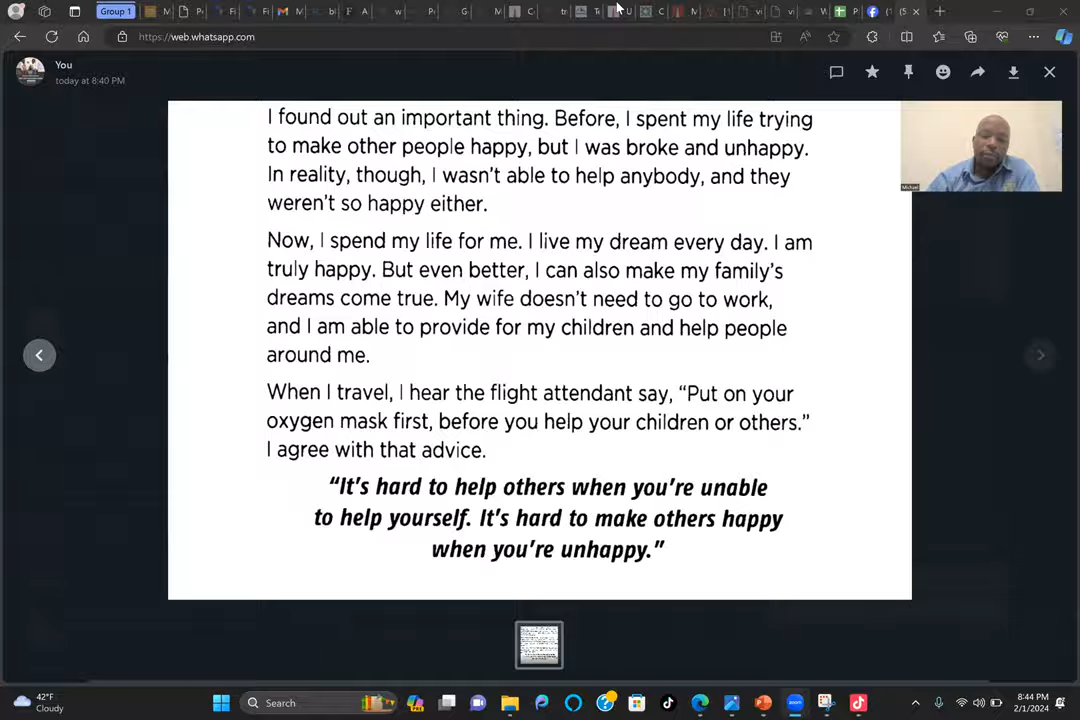 Group 1
https://web.whatsapp.com
You
today at 8:40 PM
I found out an important thing. Before, I spent my life trying
to make other people happy, but I was broke and unhappy.
In reality, though, I wasn't able to help anybody, and they
weren't so happy either.
Now, I spend my life for me. I live my dream every day. I am
truly happy. But even better, I can also make my family's
dreams come true. My wife doesn't need to go to work,
and I am able to provide for my children and help people
around me.
When I travel, I hear the flight attendant say, “Put on your
oxygen mask first, before you help your children or others.”
I agree with that advice.
“It's hard to help others when you're unable
to help yourself. It's hard to make others happy
when you're unhappy.”
Michael
42°F
Cloudy
Search
8:44 PM
2/1/2024